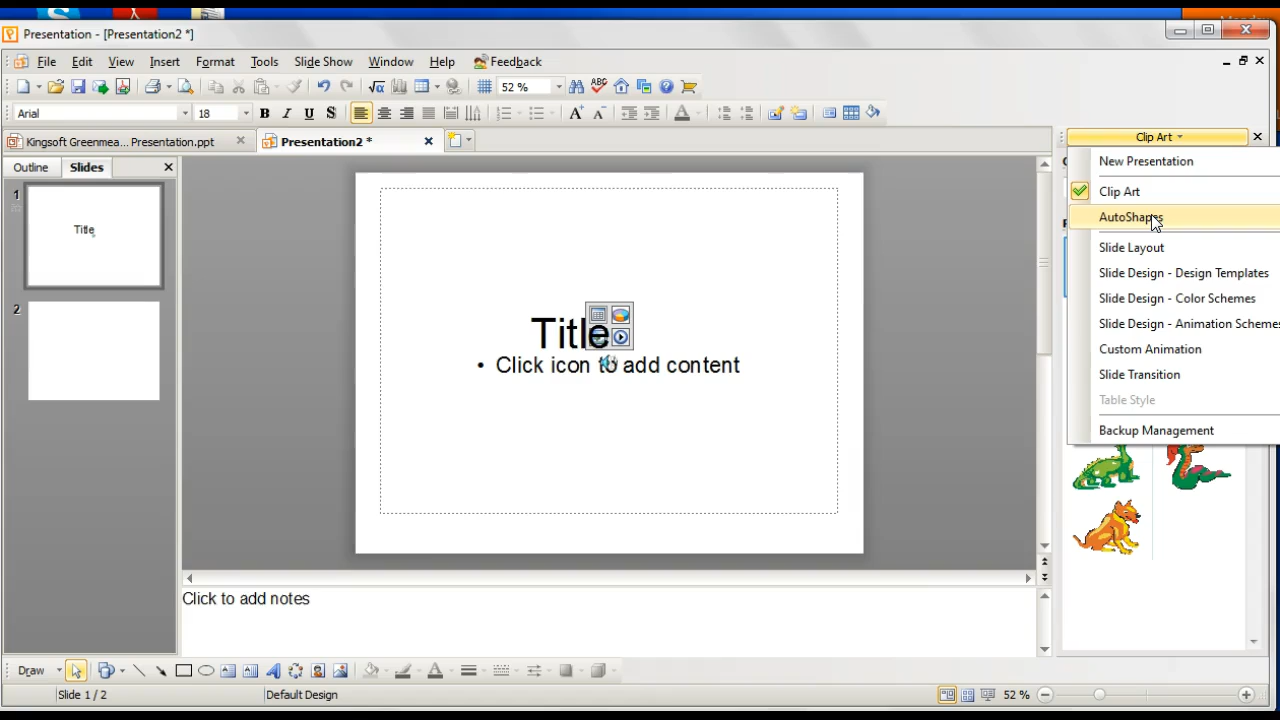 Presentation - [Presentation2 *]
File Edit View Insert Format Tools Slide Show Window Help Feedback
52 %
Arial 18
Kingsoft Greenmea... Presentation.ppt Presentation2 * Clip Art
Outline Slides
New Presentation
Clip Art
AutoShapes
Slide Layout
Slide Design - Design Templates
Slide Design - Color Schemes
Slide Design - Animation Scheme
Custom Animation
Slide Transition
Table Style
Backup Management
1
Title
2
Title
• Click icon to add content
Click to add notes
Draw
Slide 1 / 2 Default Design 52 %